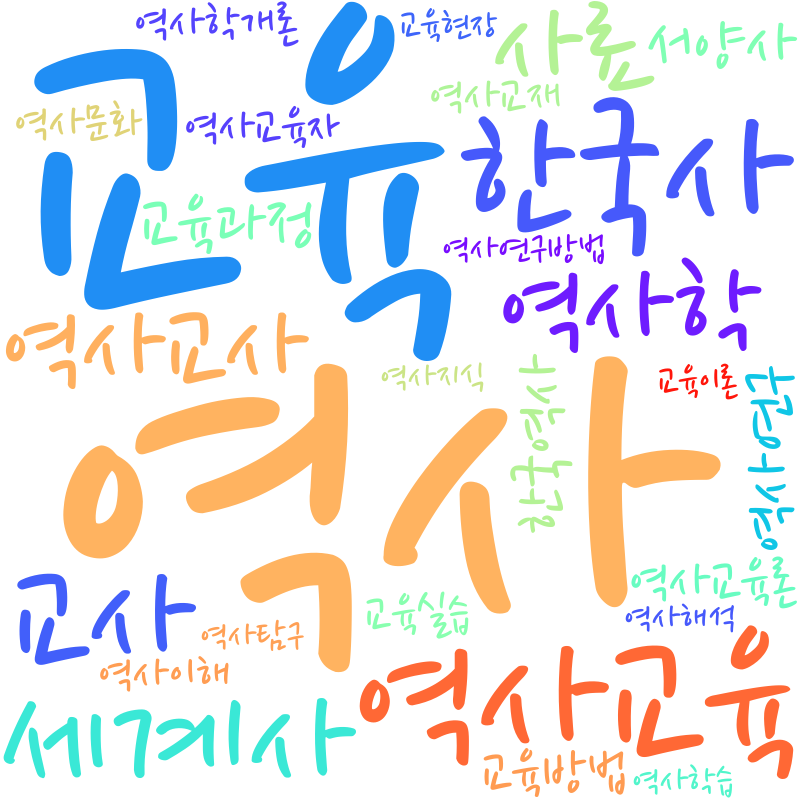 역사학개론
교육현장
사료
서양사
교육
역사교재
역사문화
역사교육자
한국사
교육과정
역사연구방법
역사학
역사교사
역사지식
한국역사
교육이론
역사연관
역사
교사
역사탐구
교육실습
역사교육론
역사해석
역사이해
세계사
역사교육
교육방법
역사학습